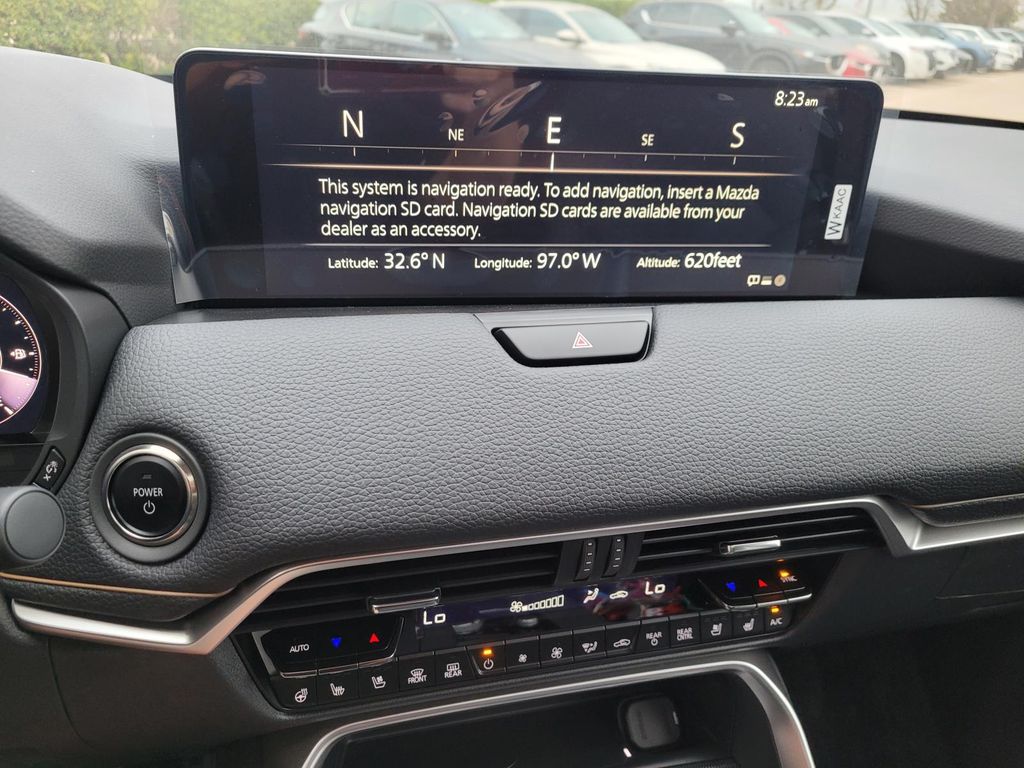 8:23am
N NE E SE S
This system is navigation ready. To add navigation, insert a Mazda
navigation SD card. Navigation SD cards are available from your
dealer as an accessory.
Latitude: 32.6° N Longitude: 97.0° W Altitude: 620feet
WKAAC
POWER
Lo Lo
SYNC
AUTO
A/C
FRONT REAR REAR REAR CNTRL